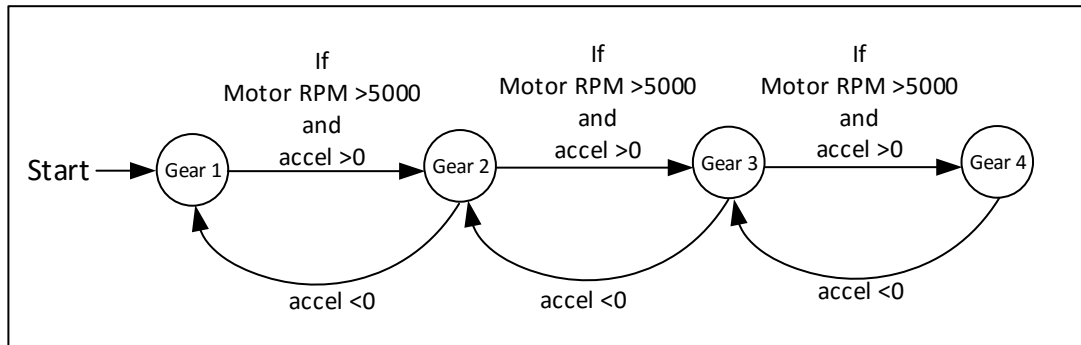 If
Motor RPM >5000
and
accel >0
If
Motor RPM >5000
and
accel >0
If
Motor RPM >5000
and
accel >0
Start
Gear 1
Gear 2
Gear 3
Gear 4
accel <0
accel <0
accel <0